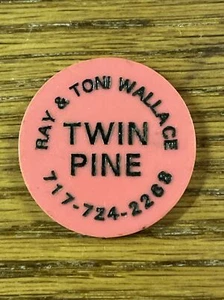 RAY & TONI WALLACE
TWIN
PINE
717-724-2268